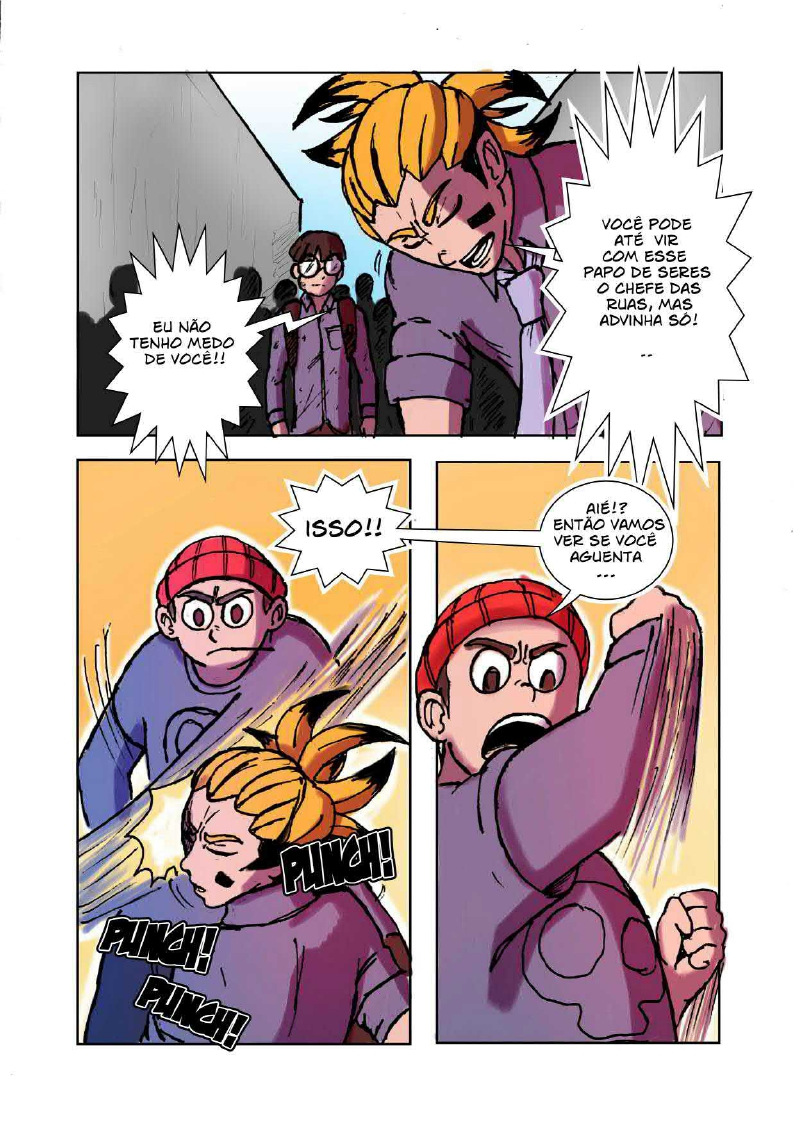 VOCÊ PODE
ATÉ VIR
COM ESSE
PAPO DE SERES
O CHEFE DAS
RUAS, MAS
ADVINHA SÓ!
..
EU NÃO
TENHO MEDO
DE VOCÊ!!
AIÉ!?
ENTÃO VAMOS
VER SE VOCÊ
AGUENTA
...
ISSO!!
PUNCH!
PUNCH!
PUNCH!